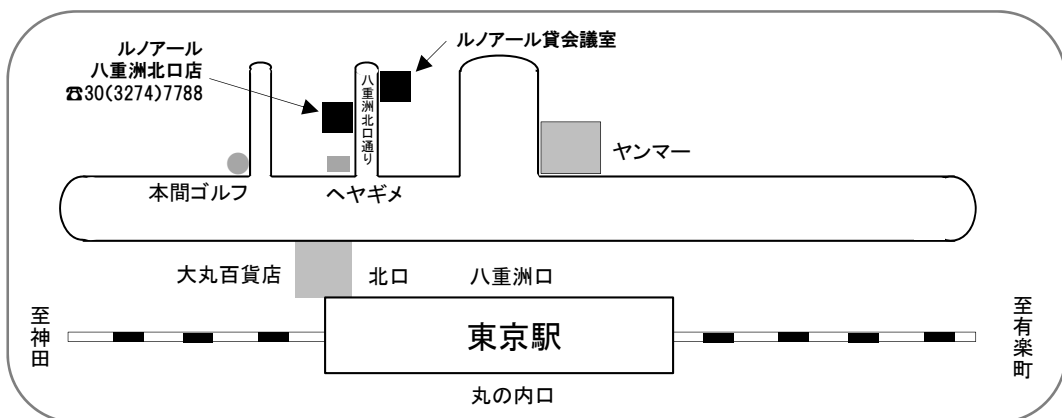 ルノアール
八重洲北口店
☎30(3274)7788
ルノアール貸会議室
八重洲北口通り
ヤンマー
本間ゴルフ
ヘヤギメ
大丸百貨店
北口
八重洲口
至神田
東京駅
至有楽町
丸の内口